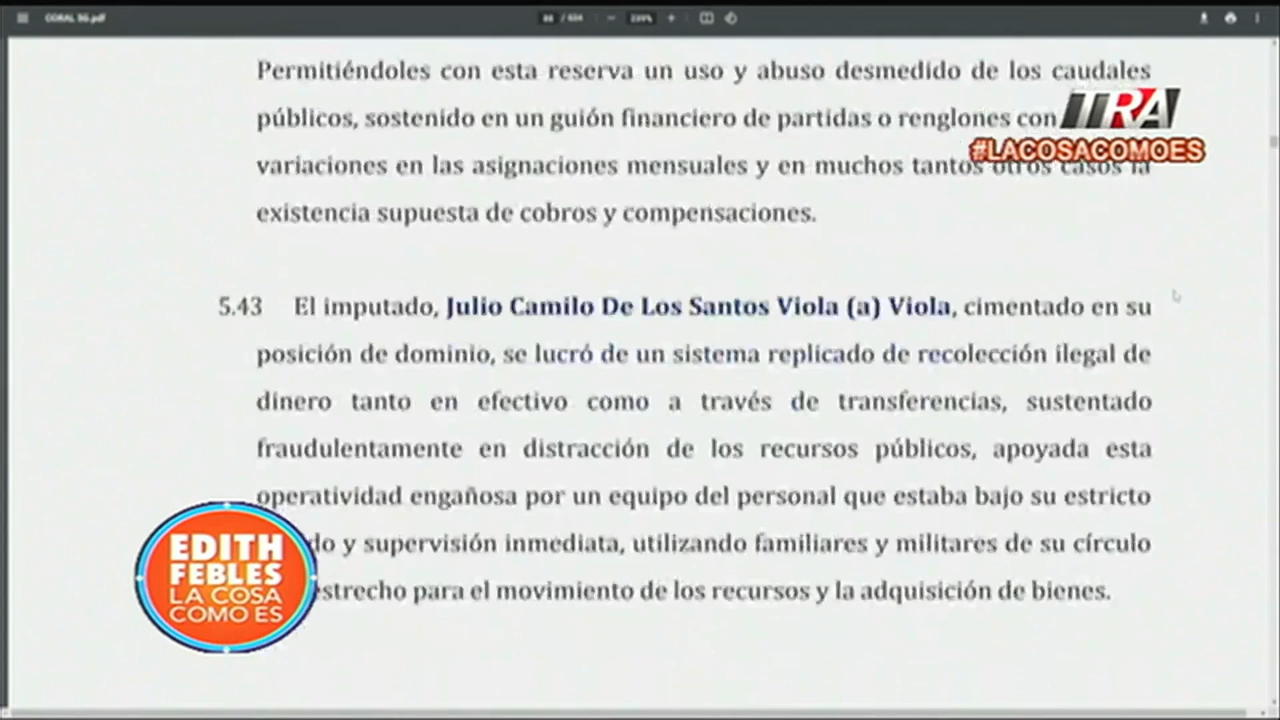 CORAL 5G.pdf
/ 604
Permitiéndoles con esta reserva un uso y abuso desmedido de los caudales
públicos, sostenido en un guión financiero de partidas o renglones con
variaciones en las asignaciones mensuales y en muchos tantos otros casos la
existencia supuesta de cobros y compensaciones.
TRA
#LACOSACOMOES
5.43 El imputado, Julio Camilo De Los Santos Viola (a) Viola, cimentado en su
posición de dominio, se lucró de un sistema replicado de recolección ilegal de
dinero tanto en efectivo como a través de transferencias, sustentado
fraudulentamente en distracción de los recursos públicos, apoyada esta
operatividad engañosa por un equipo del personal que estaba bajo su estricto
do y supervisión inmediata, utilizando familiares y militares de su círculo
strecho para el movimiento de los recursos y la adquisición de bienes.
EDITH
FEBLES
LA COSA
COMO ES